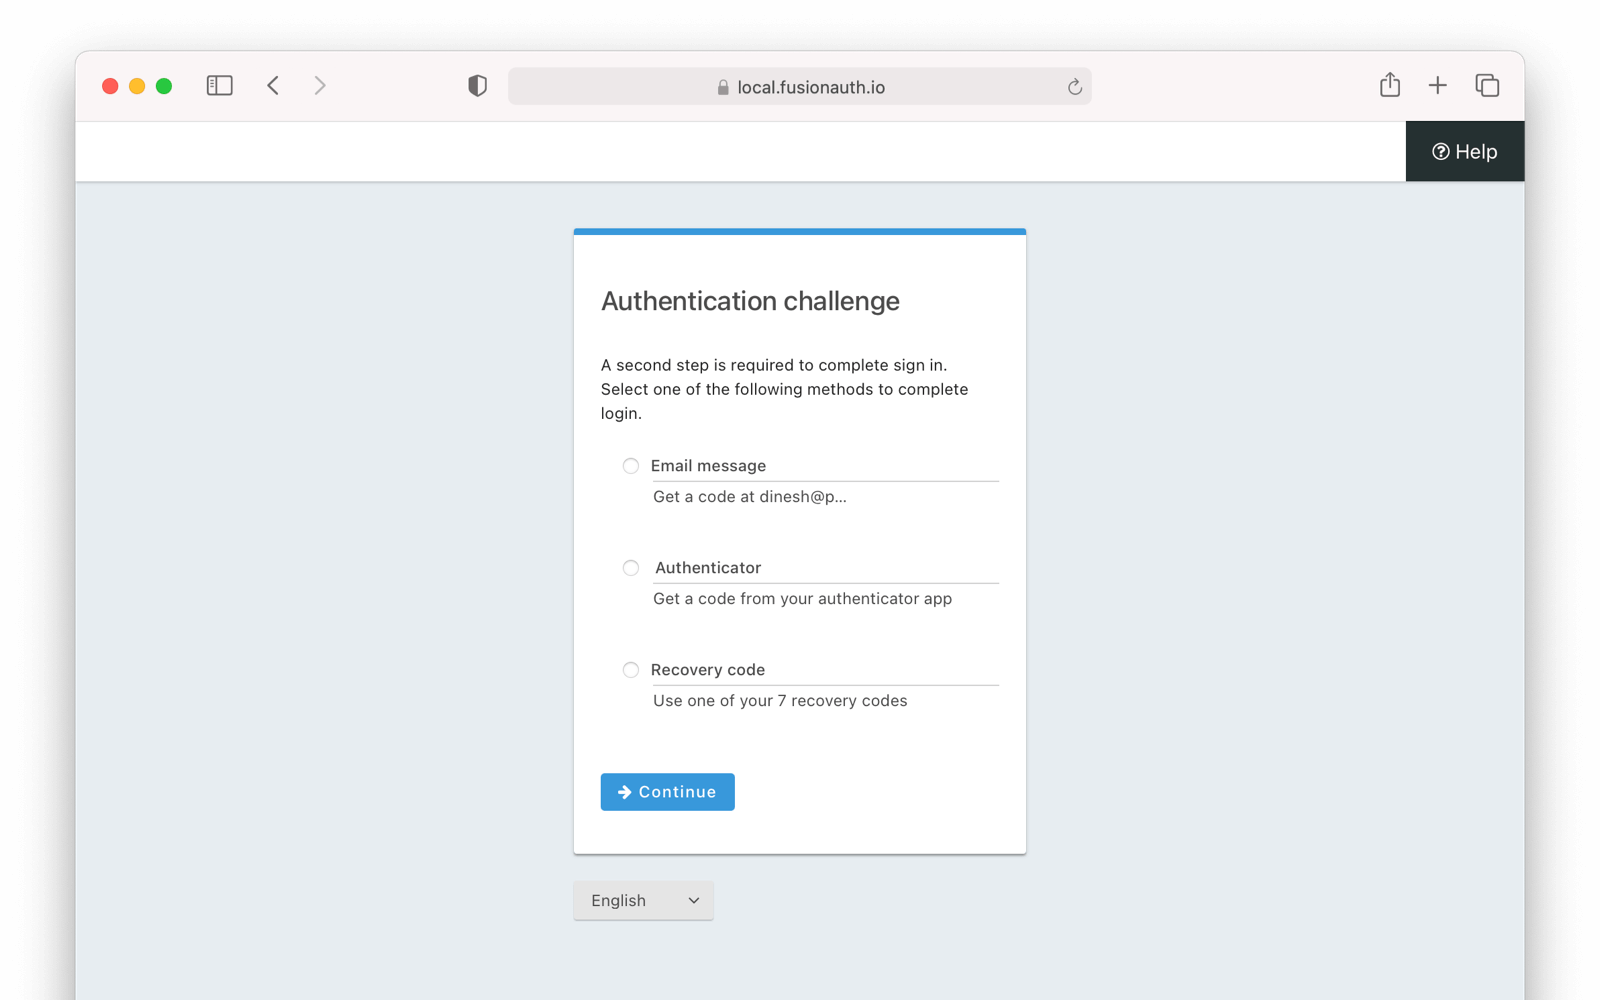 local.fusionauth.io
Help
Authentication challenge
A second step is required to complete sign in.
Select one of the following methods to complete
login.
Email message
Get a code at dinesh@p...
Authenticator
Get a code from your authenticator app
Recovery code
Use one of your 7 recovery codes
Continue
English